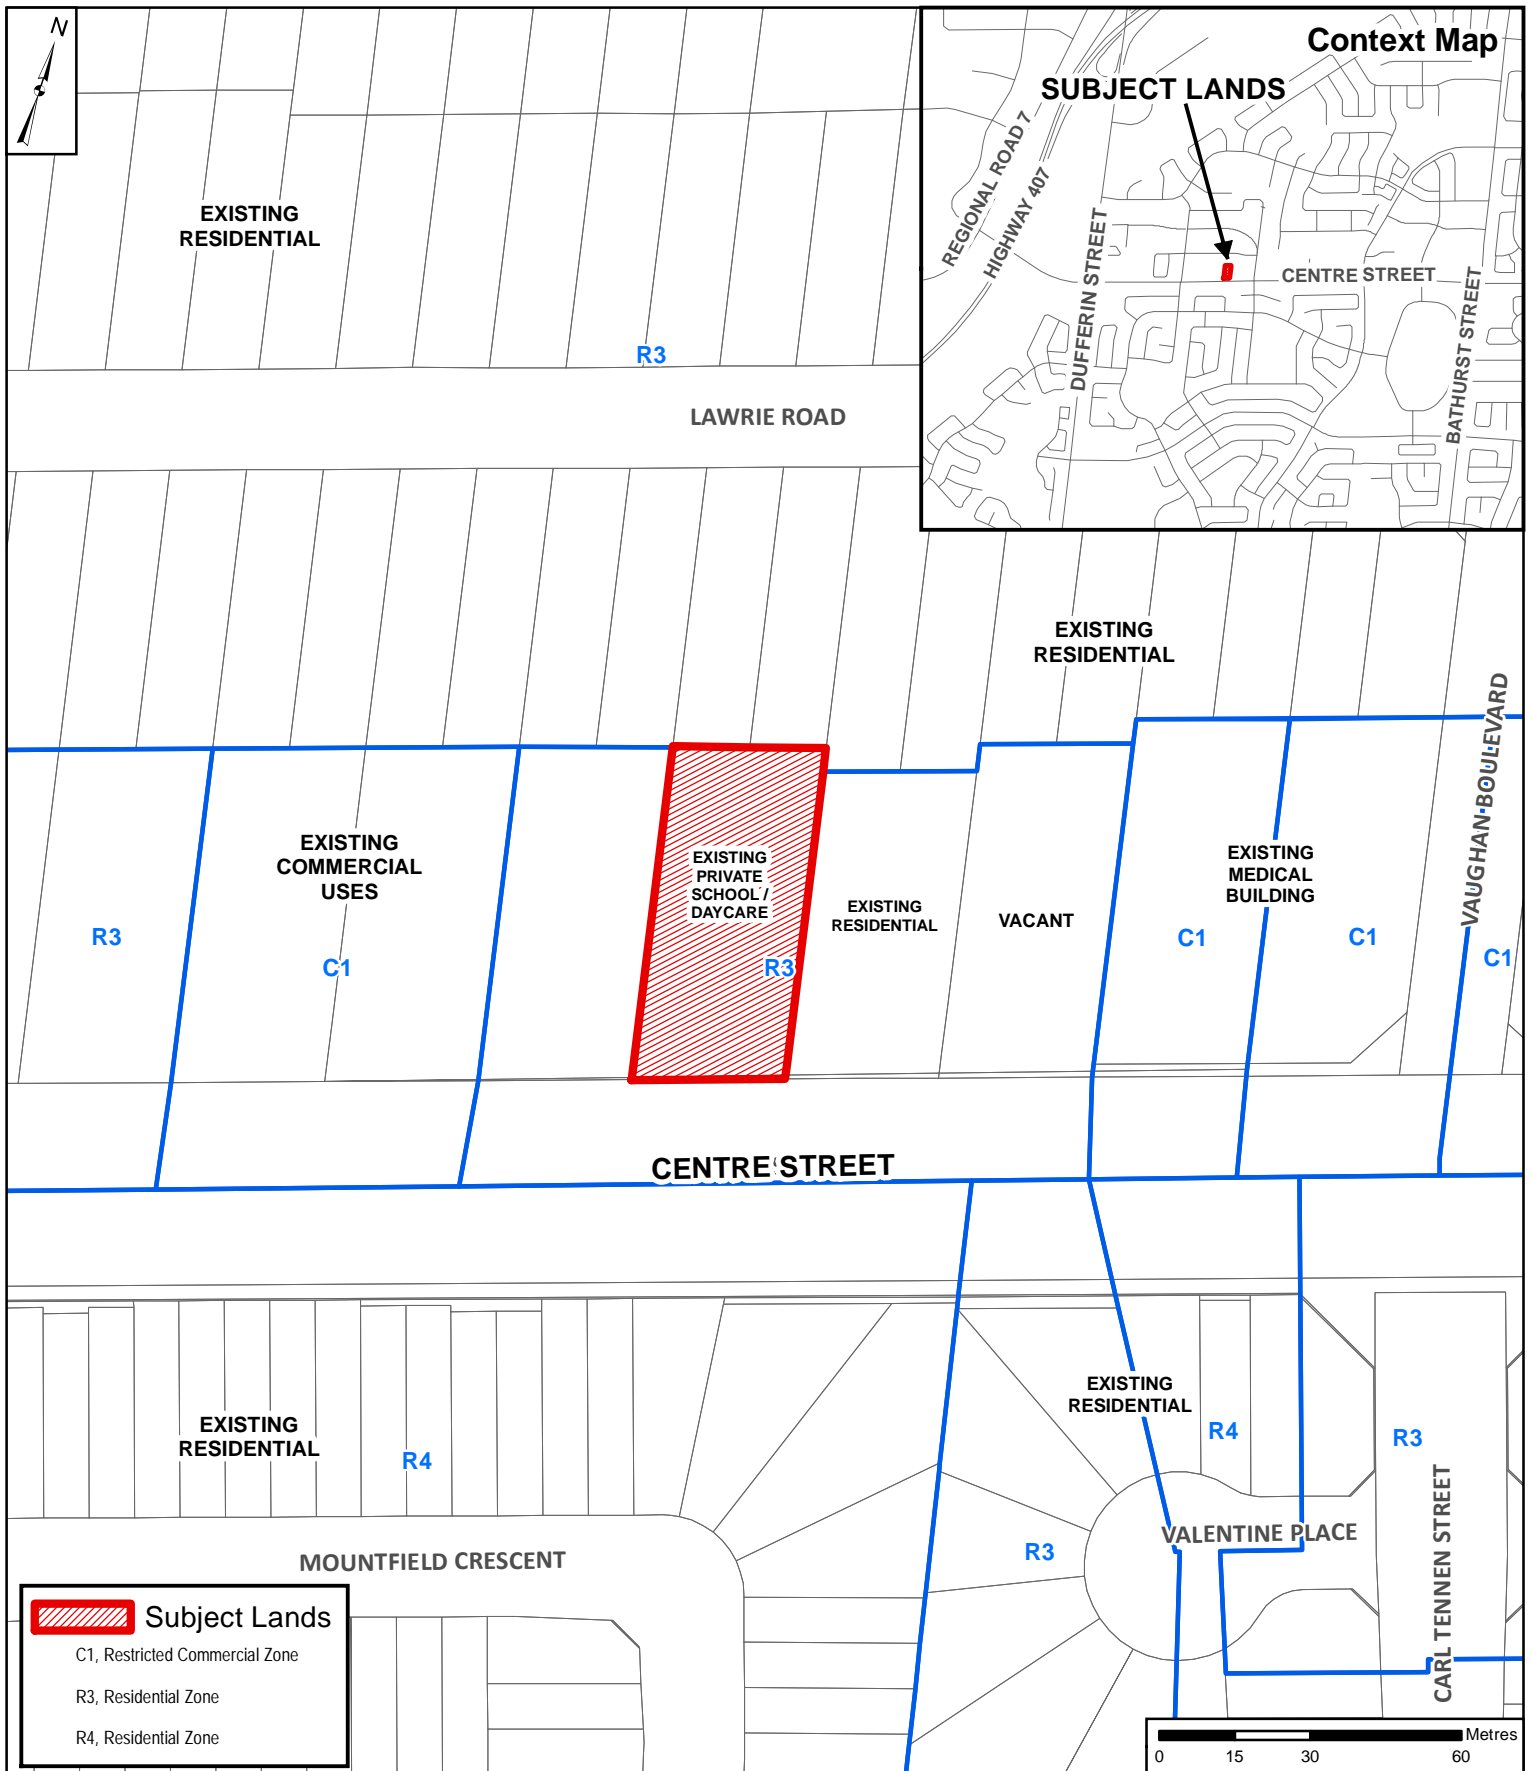 N
Context Map
SUBJECT LANDS
REGIONAL ROAD 7
HIGHWAY 407
DUFFERIN STREET
CENTRE STREET
BATHURST STREET
EXISTING
RESIDENTIAL
R3
LAWRIE ROAD
EXISTING
RESIDENTIAL
VAUGHAN BOULEVARD
EXISTING
COMMERCIAL
USES
EXISTING
PRIVATE
SCHOOL /
DAYCARE
EXISTING
RESIDENTIAL
VACANT
EXISTING
MEDICAL
BUILDING
R3
C1
R3
C1
C1
C1
CENTRE STREET
EXISTING
RESIDENTIAL
R4
EXISTING
RESIDENTIAL
R4
R3
R3
VALENTINE PLACE
CARL TENNEN STREET
MOUNTFIELD CRESCENT
Subject Lands
C1, Restricted Commercial Zone
R3, Residential Zone
R4, Residential Zone
Metres
0 15 30 60